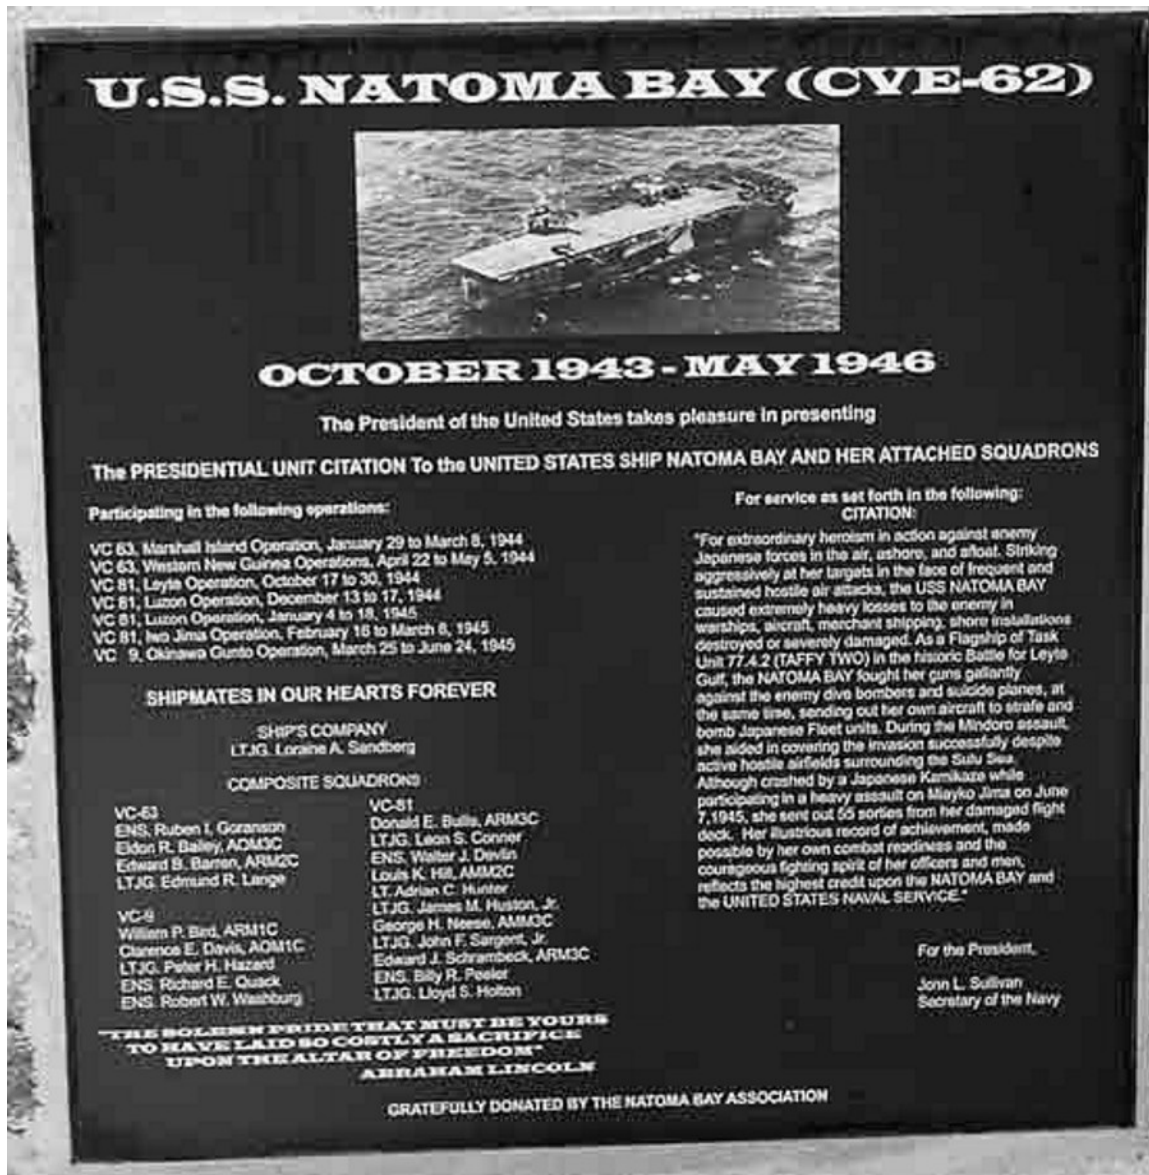 U.S.S. NATOMA BAY (CVE-62)
OCTOBER 1943 - MAY 1946
The President of the United States takes pleasure in presenting
The PRESIDENTIAL UNIT CITATION To the UNITED STATES SHIP NATOMA BAY AND HER ATTACHED SQUADRONS
Participating in the following operations:
VC 63, Marshall Island Operation, January 29 to March 8, 1944
VC 63, Western New Guinea Operations, April 22 to May 5, 1944
VC 81, Leyte Operation, October 17 to 30, 1944
VC 81, Luzon Operation, December 13 to 17, 1944
VC 81, Luzon Operation, January 4 to 18, 1945
VC 81, Iwo Jima Operation, February 16 to March 8, 1945
VC 9, Okinawa Gunto Operation, March 25 to June 24, 1945
SHIPMATES IN OUR HEARTS FOREVER
SHIP'S COMPANY
LTJG. Loraine A. Sandberg
COMPOSITE SQUADRONS
VC-63
ENS. Ruben I. Goranson
Eldon R. Bailey, AOM3C
Edward B. Barron, ARM2C
LTJG. Edmund R. Lange
VC-9
William P. Bird, ARM1C
Clarence E. Davis, AOM1C
LTJG. Peter H. Hazard
ENS. Richard E. Quack
ENS. Robert W. Washburg
VC-81
Donald E. Bullis, ARM3C
LTJG. Leon S. Conner
ENS. Walter J. Devlin
Louis K. Hill, AMM2C
LT. Adrian C. Hunter
LTJG. James M. Huston, Jr.
George H. Neese, AMM3C
LTJG. John F. Sargent, Jr.
Edward J. Schrambeck, ARM3C
ENS. Billy R. Peeler
LTJG. Lloyd S. Holton
"THE SOLEMN PRIDE THAT MUST BE YOURS
TO HAVE LAID SO COSTLY A SACRIFICE
UPON THE ALTAR OF FREEDOM"
ABRAHAM LINCOLN
For service as set forth in the following:
CITATION:
"For extraordinary heroism in action against enemy
Japanese forces in the air, ashore, and afloat. Striking
aggressively at her targets in the face of frequent and
sustained hostile air attacks, the USS NATOMA BAY
caused extremely heavy losses to the enemy in
warships, aircraft, merchant shipping, shore installations
destroyed or severely damaged. As a Flagship of Task
Unit 77.4.2 (TAFFY TWO) in the historic Battle for Leyte
Gulf, the NATOMA BAY fought her guns gallantly
against the enemy dive bombers and suicide planes, at
the same time, sending out her own aircraft to strafe and
bomb Japanese Fleet units. During the Mindoro assault,
she aided in covering the invasion successfully despite
active hostile airfields surrounding the Sulu Sea.
Although crashed by a Japanese Kamikaze while
participating in a heavy assault on Miayko Jima on June
7,1945, she sent out 55 sorties from her damaged flight
deck. Her illustrious record of achievement, made
possible by her own combat readiness and the
courageous fighting spirit of her officers and men,
reflects the highest credit upon the NATOMA BAY and
the UNITED STATES NAVAL SERVICE."
For the President,
Jonn L. Sullivan
Secretary of the Navy
GRATEFULLY DONATED BY THE NATOMA BAY ASSOCIATION